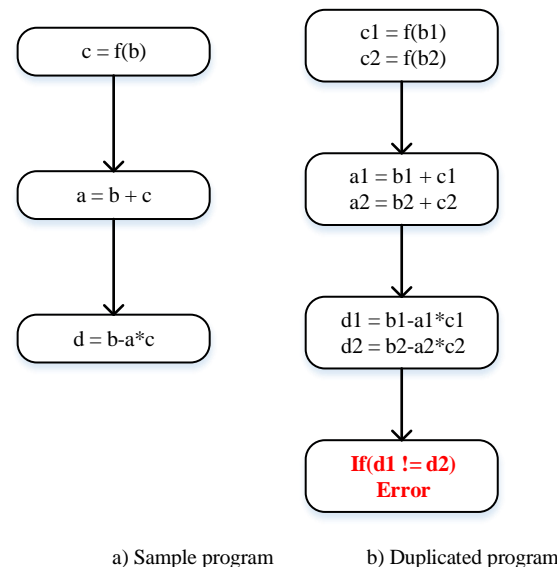 c = f(b)
a = b + c
d = b-a*c
c1 = f(b1)
c2 = f(b2)
a1 = b1 + c1
a2 = b2 + c2
d1 = b1-a1*c1
d2 = b2-a2*c2
If(d1 != d2)
Error
a) Sample program
b) Duplicated program